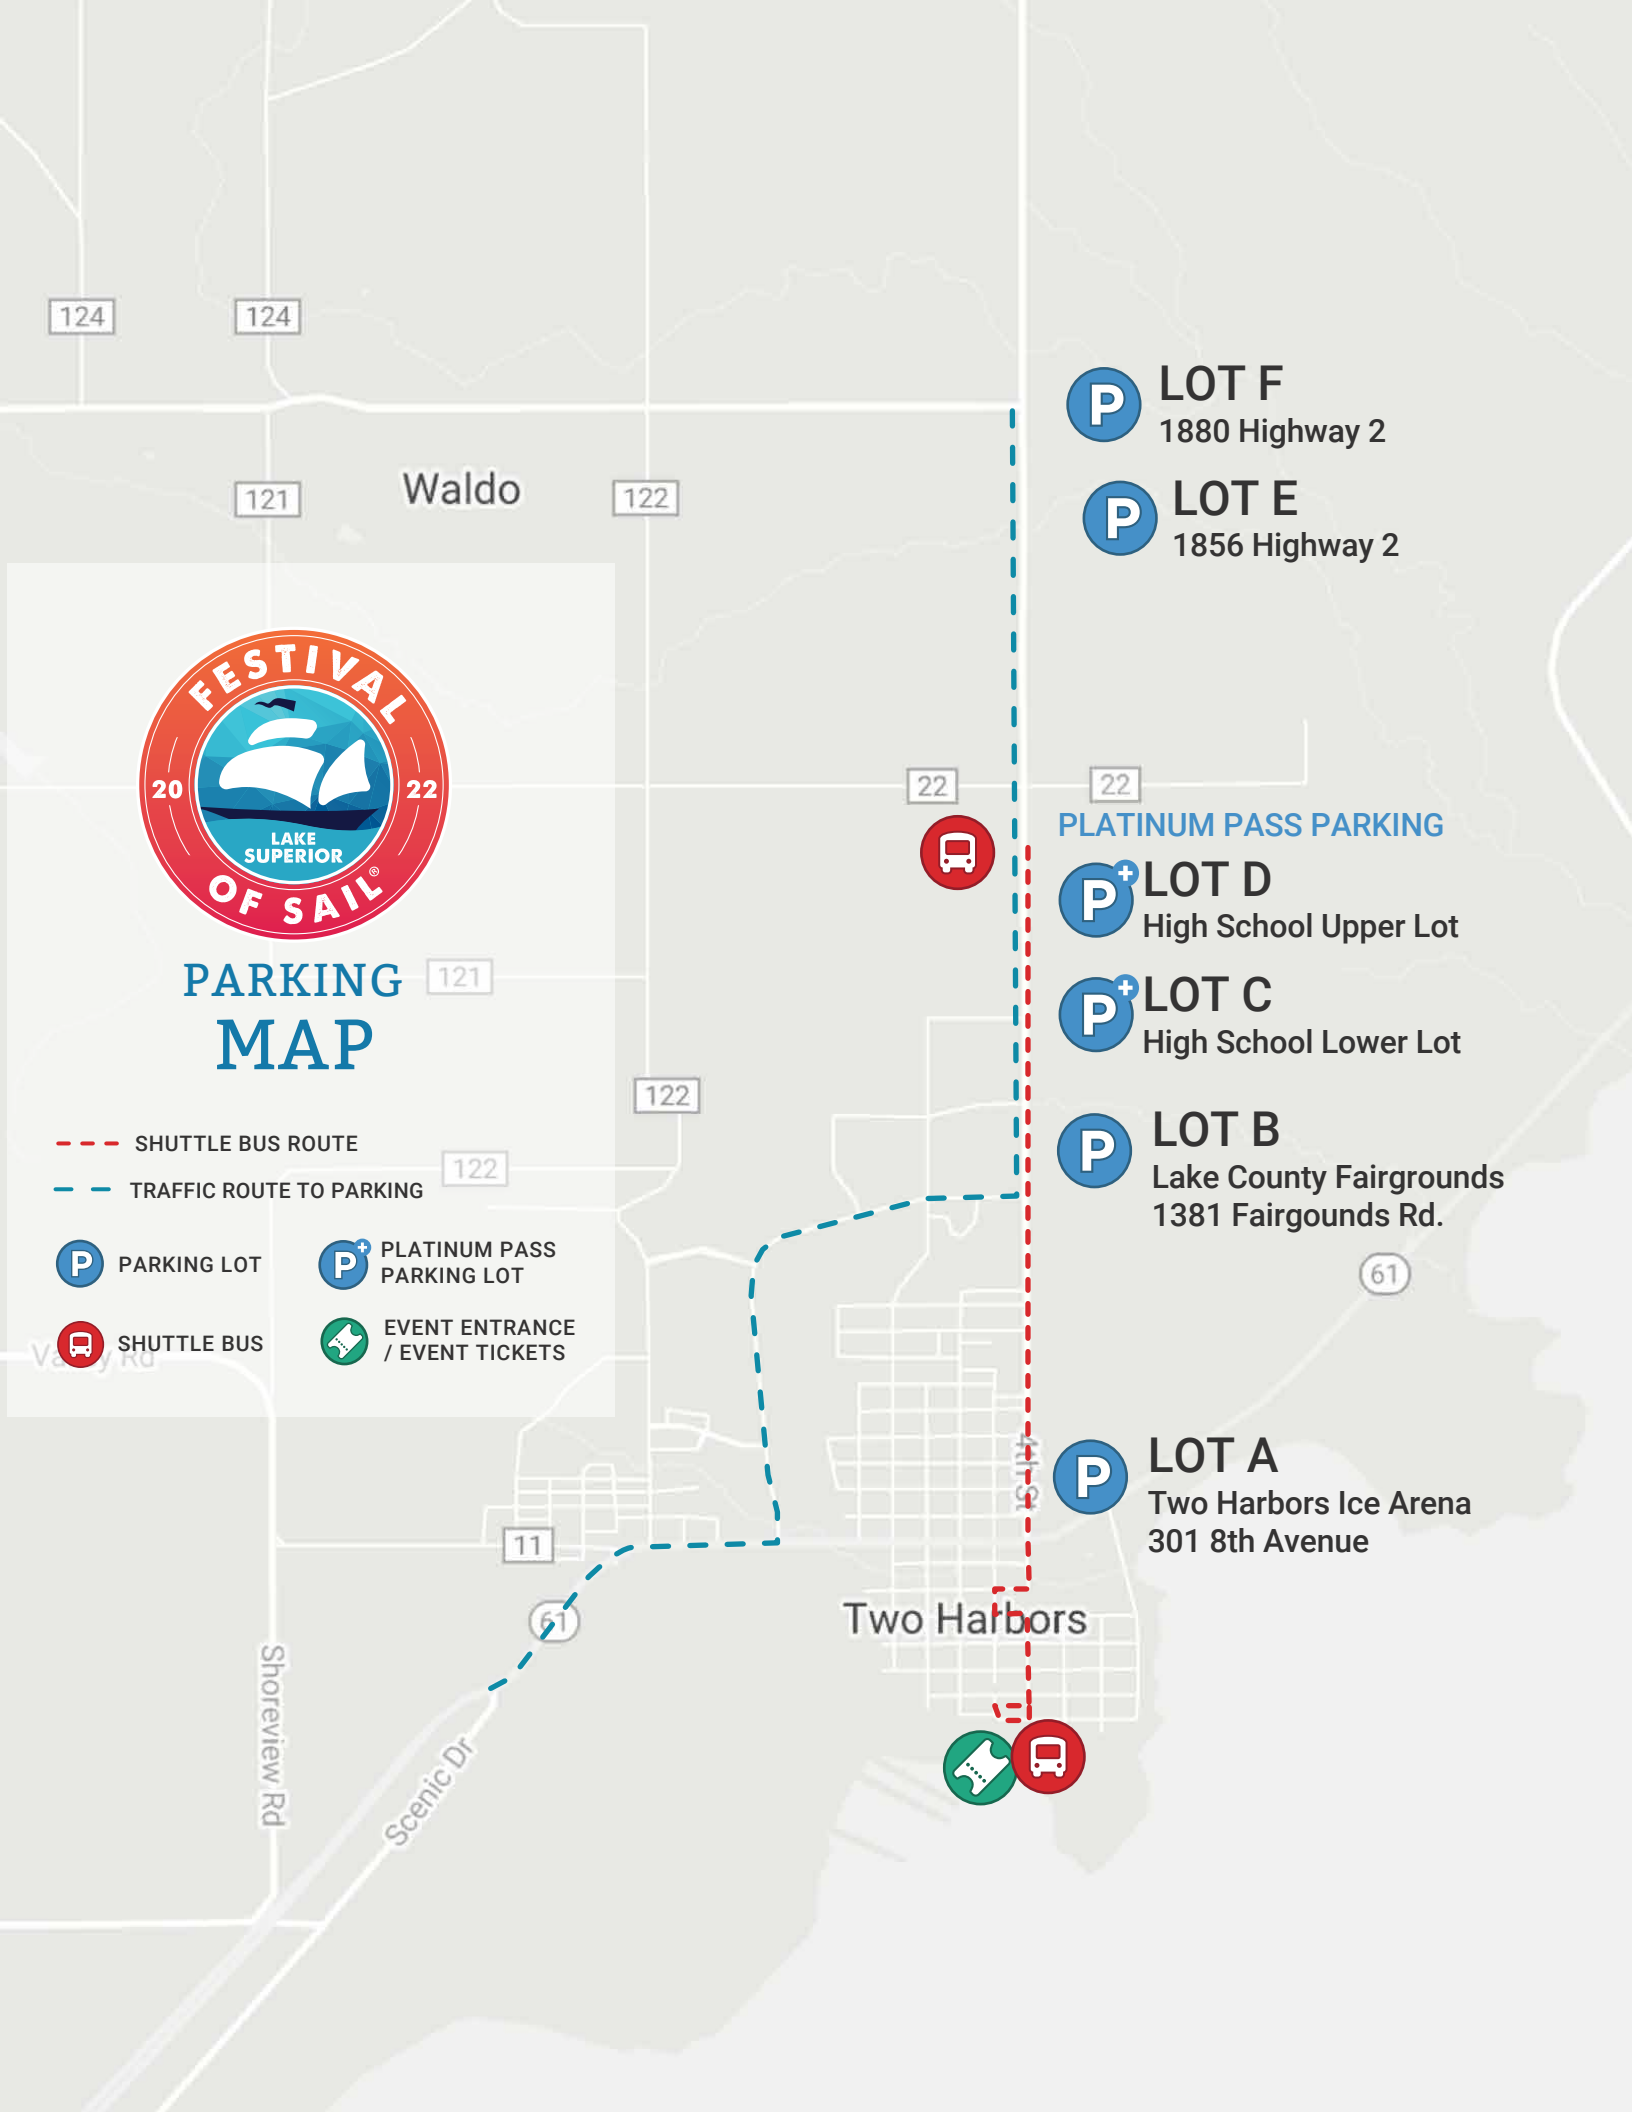 124
124
LOT F
1880 Highway 2
121
Waldo
122
LOT E
1856 Highway 2
FESTIVAL
20
22
LAKE
SUPERIOR
OF SAIL®
PARKING
MAP
22
22
PLATINUM PASS PARKING
LOT D
High School Upper Lot
121
LOT C
High School Lower Lot
122
LOT B
Lake County Fairgrounds
1381 Fairgounds Rd.
SHUTTLE BUS ROUTE
122
TRAFFIC ROUTE TO PARKING
P
PARKING LOT
P+
PLATINUM PASS
PARKING LOT
SHUTTLE BUS
EVENT ENTRANCE
/ EVENT TICKETS
61
4th St
P
LOT A
Two Harbors Ice Arena
301 8th Avenue
11
61
Two Harbors
Shoreview Rd
Scenic Dr
P
P
P+
P+
P